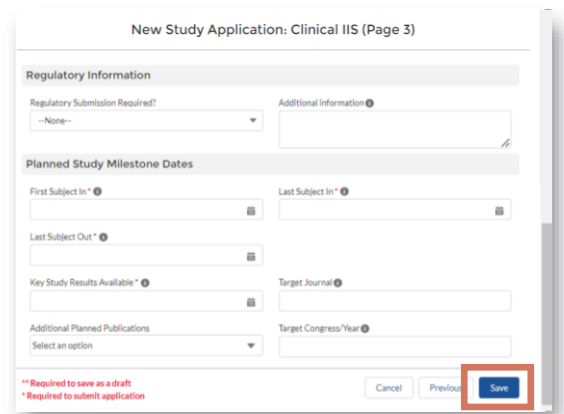 New Study Application: Clinical IIS (Page 3)
Regulatory Information
Regulatory Submission Required?
Additional information
--None--
Planned Study Milestone Dates
First Subject In *
Last Subject In *
Last Subject Out *
Key Study Results Available *
Target Journal
Additional Planned Publications
Target Congress/Year
Select an option
** Required to save as a draft
* Required to submit application
Cancel
Previous
Save